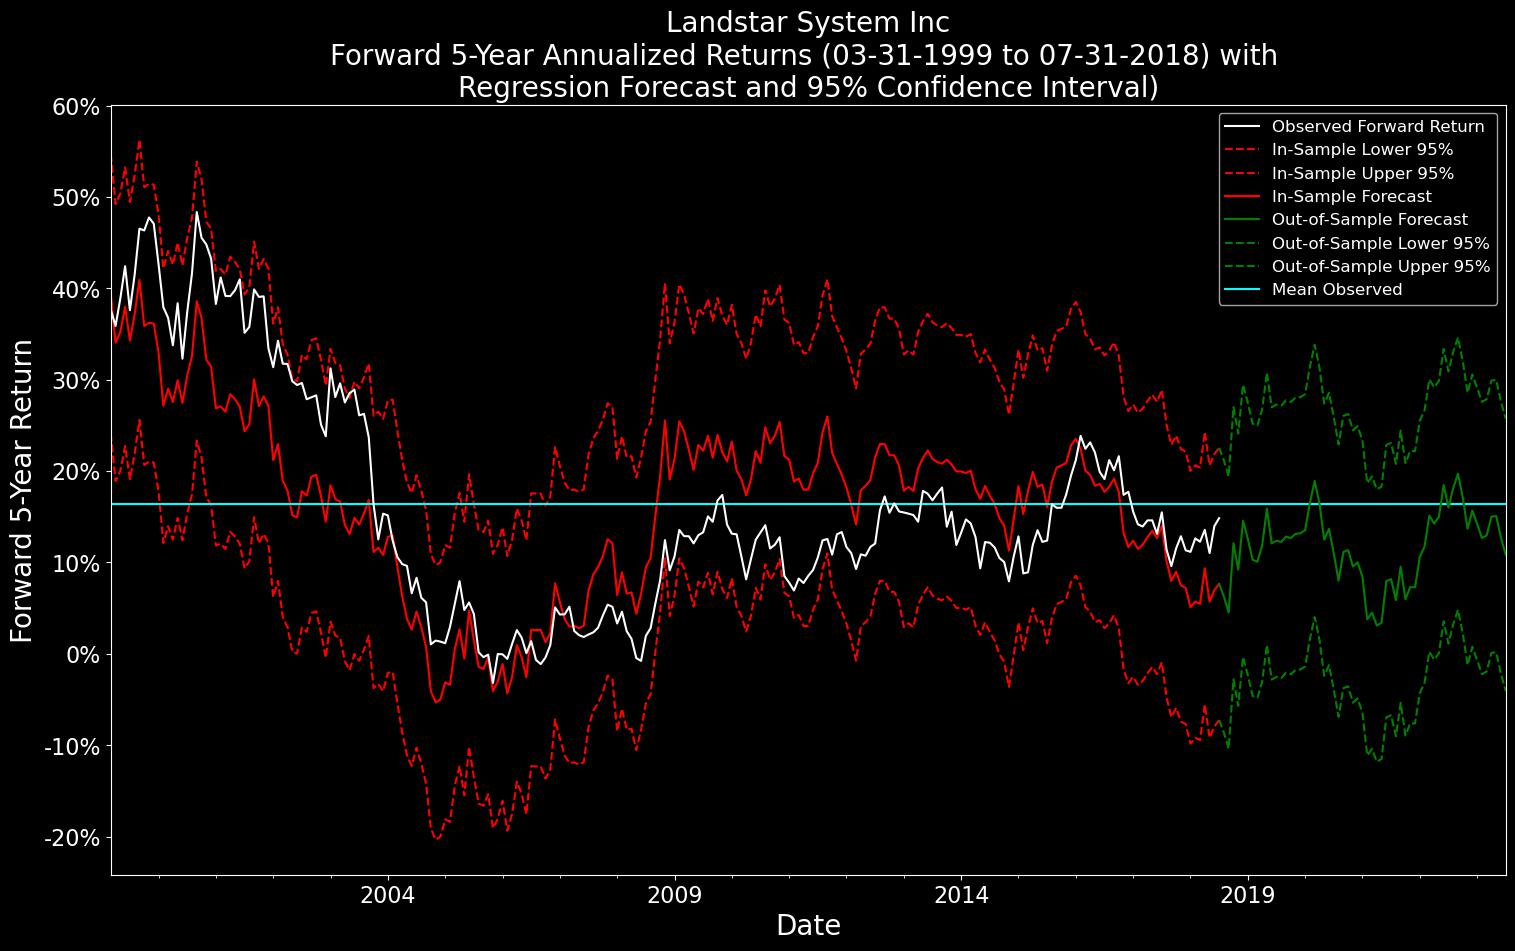 Landstar System Inc
Forward 5-Year Annualized Returns (03-31-1999 to 07-31-2018) with
Regression Forecast and 95% Confidence Interval)
Forward 5-Year Return
60%
50%
40%
30%
20%
10%
0%
-10%
-20%
Observed Forward Return
In-Sample Lower 95%
In-Sample Upper 95%
In-Sample Forecast
Out-of-Sample Forecast
Out-of-Sample Lower 95%
Out-of-Sample Upper 95%
Mean Observed
2004
2009
2014
2019
Date